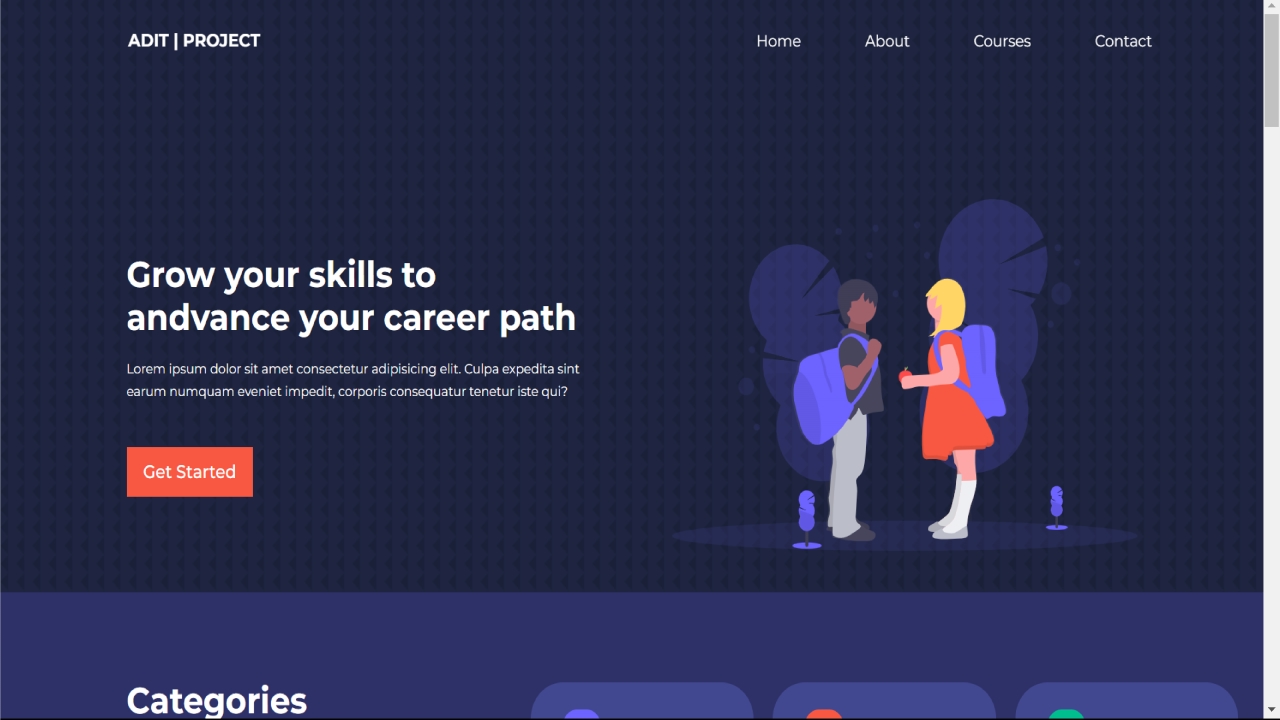 ADIT | PROJECT
Home
About
Courses
Contact
Grow your skills to
andvance your career path
Lorem ipsum dolor sit amet consectetur adipisicing elit. Culpa expedita sint
earum numquam eveniet impedit, corporis consequatur tenetur iste qui?
Get Started
Categories